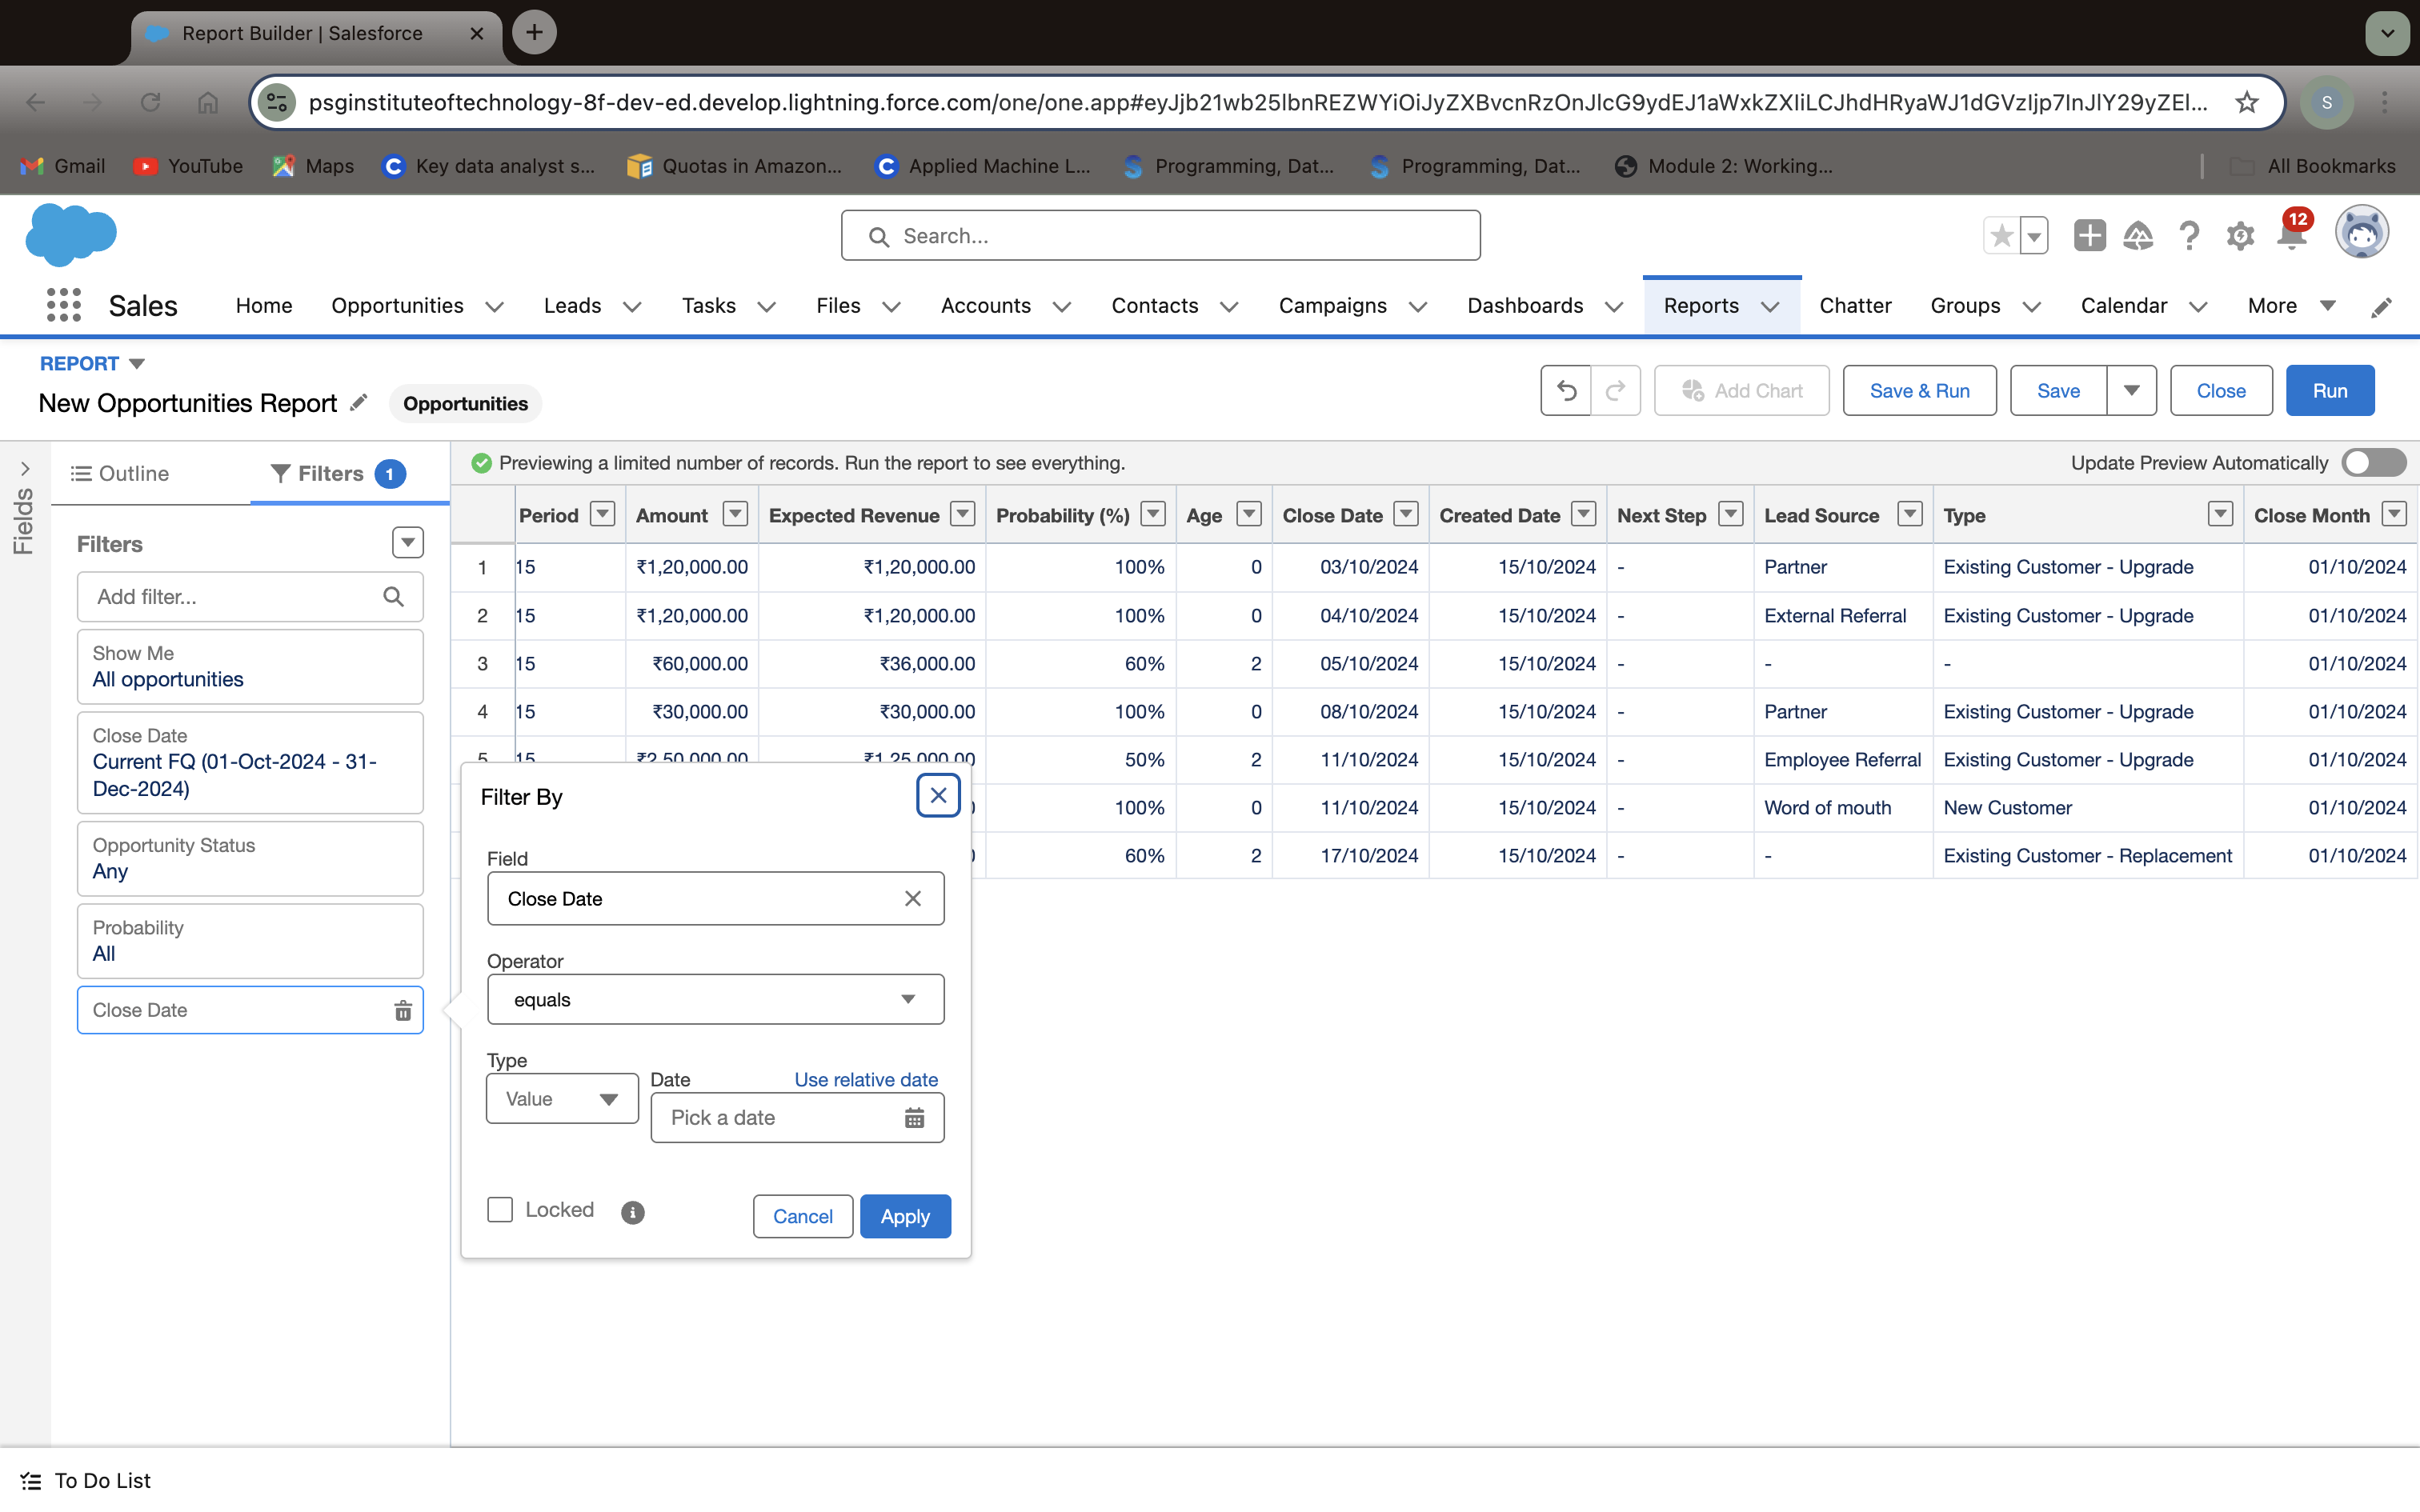 Report Builder | Salesforce
psginstituteoftechnology-8f-dev-ed.develop.lightning.force.com/one/one.app#eyJjb21wb25lbnREZWYiOiJyZXBvcnRzOnJlcG9ydEJ1aWxkZXIiLCJhdHRyaWJ1dGVzIjp7InJlY29yZEl...
S
Gmail YouTube Maps Key data analyst s... Quotas in Amazon... Applied Machine L... Programming, Dat... Programming, Dat... Module 2: Working... All Bookmarks
Search...
12
Sales Home Opportunities Leads Tasks Files Accounts Contacts Campaigns Dashboards Reports Chatter Groups Calendar More
REPORT
New Opportunities Report Opportunities
Add Chart Save & Run Save Close Run
Fields
Outline Filters 1
Previewing a limited number of records. Run the report to see everything.
Update Preview Automatically
Filters
Add filter...
Show Me
All opportunities
Close Date
Current FQ (01-Oct-2024 - 31-
Dec-2024)
Opportunity Status
Any
Probability
All
Close Date
Period Amount Expected Revenue Probability (%) Age Close Date Created Date Next Step Lead Source Type Close Month
1 15 ₹1,20,000.00 ₹1,20,000.00 100% 0 03/10/2024 15/10/2024 - Partner Existing Customer - Upgrade 01/10/2024
2 15 ₹1,20,000.00 ₹1,20,000.00 100% 0 04/10/2024 15/10/2024 - External Referral Existing Customer - Upgrade 01/10/2024
3 15 ₹60,000.00 ₹36,000.00 60% 2 05/10/2024 15/10/2024 - - - 01/10/2024
4 15 ₹30,000.00 ₹30,000.00 100% 0 08/10/2024 15/10/2024 - Partner Existing Customer - Upgrade 01/10/2024
5 15 ₹2,50,000.00 ₹1,25,000.00 50% 2 11/10/2024 15/10/2024 - Employee Referral Existing Customer - Upgrade 01/10/2024
100% 0 11/10/2024 15/10/2024 - Word of mouth New Customer 01/10/2024
60% 2 17/10/2024 15/10/2024 - - Existing Customer - Replacement 01/10/2024
Filter By
Field
Close Date
Operator
equals
Type
Value
Date Use relative date
Pick a date
Locked
Cancel Apply
To Do List